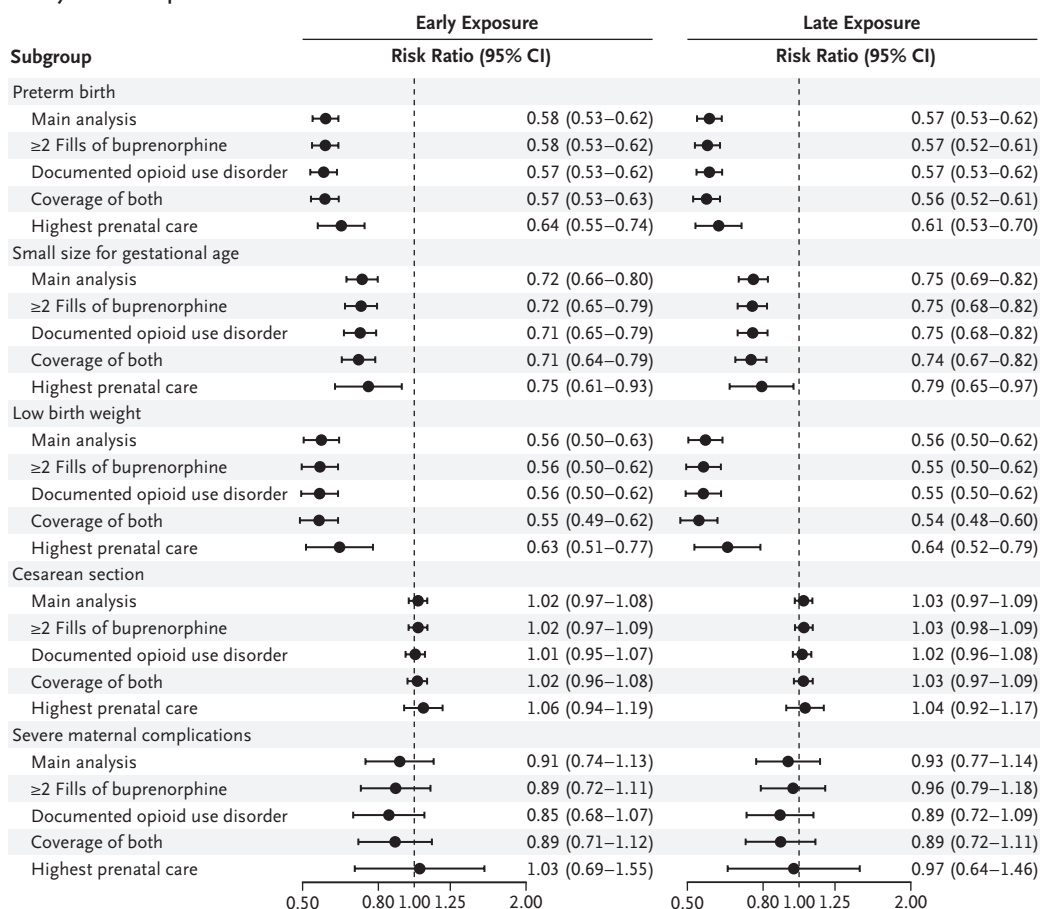 Early Exposure Late Exposure
Subgroup Risk Ratio (95% CI) Risk Ratio (95% CI)
Preterm birth
Main analysis 0.58 (0.53–0.62) 0.57 (0.53–0.62)
≥2 Fills of buprenorphine 0.58 (0.53–0.62) 0.57 (0.52–0.61)
Documented opioid use disorder 0.57 (0.53–0.62) 0.57 (0.53–0.62)
Coverage of both 0.57 (0.53–0.63) 0.56 (0.52–0.61)
Highest prenatal care 0.64 (0.55–0.74) 0.61 (0.53–0.70)
Small size for gestational age
Main analysis 0.72 (0.66–0.80) 0.75 (0.69–0.82)
≥2 Fills of buprenorphine 0.72 (0.65–0.79) 0.75 (0.68–0.82)
Documented opioid use disorder 0.71 (0.65–0.79) 0.75 (0.68–0.82)
Coverage of both 0.71 (0.64–0.79) 0.74 (0.67–0.82)
Highest prenatal care 0.75 (0.61–0.93) 0.79 (0.65–0.97)
Low birth weight
Main analysis 0.56 (0.50–0.63) 0.56 (0.50–0.62)
≥2 Fills of buprenorphine 0.56 (0.50–0.62) 0.55 (0.50–0.62)
Documented opioid use disorder 0.56 (0.50–0.62) 0.55 (0.50–0.62)
Coverage of both 0.55 (0.49–0.62) 0.54 (0.48–0.60)
Highest prenatal care 0.63 (0.51–0.77) 0.64 (0.52–0.79)
Cesarean section
Main analysis 1.02 (0.97–1.08) 1.03 (0.97–1.09)
≥2 Fills of buprenorphine 1.02 (0.97–1.09) 1.03 (0.98–1.09)
Documented opioid use disorder 1.01 (0.95–1.07) 1.02 (0.96–1.08)
Coverage of both 1.02 (0.96–1.08) 1.03 (0.97–1.09)
Highest prenatal care 1.06 (0.94–1.19) 1.04 (0.92–1.17)
Severe maternal complications
Main analysis 0.91 (0.74–1.13) 0.93 (0.77–1.14)
≥2 Fills of buprenorphine 0.89 (0.72–1.11) 0.96 (0.79–1.18)
Documented opioid use disorder 0.85 (0.68–1.07) 0.89 (0.72–1.09)
Coverage of both 0.89 (0.71–1.12) 0.89 (0.72–1.11)
Highest prenatal care 1.03 (0.69–1.55) 0.97 (0.64–1.46)
0.50 0.80 1.00 1.25 2.00 0.50 0.80 1.00 1.25 2.00